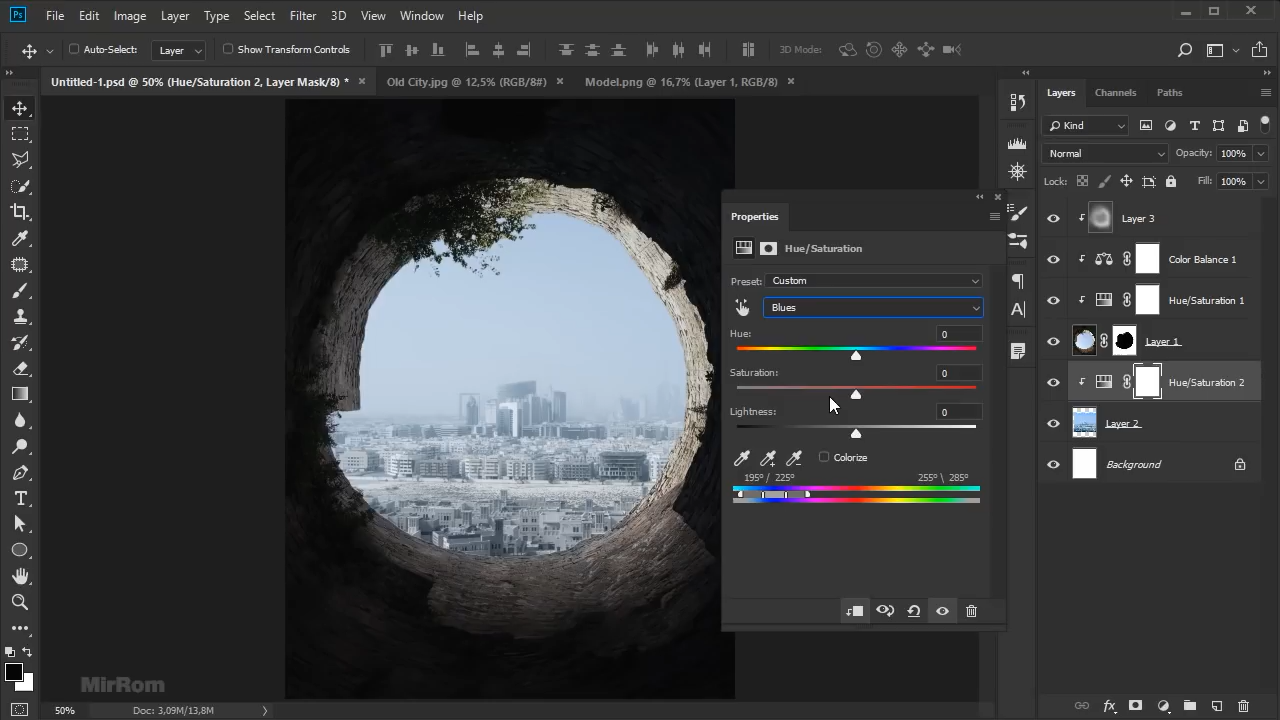 Ps File Edit Image Layer Type Select Filter 3D View Window Help
Auto-Select: Layer Show Transform Controls 3D Mode:
Untitled-1.psd @ 50% (Hue/Saturation 2, Layer Mask/8) * Old City.jpg @ 12,5% (RGB/8#) Model.png @ 16,7% (Layer 1, RGB/8)
Properties
Hue/Saturation
Preset: Custom
Blues
Hue: 0
Saturation: 0
Lightness: 0
Colorize
195° / 225° 255° \ 285°
Layers Channels Paths
Kind
Normal Opacity: 100%
Lock: Fill: 100%
Layer 3
Color Balance 1
Hue/Saturation 1
Layer 1
Hue/Saturation 2
Layer 2
Background
MirRom
50% Doc: 3,09M/13,8M